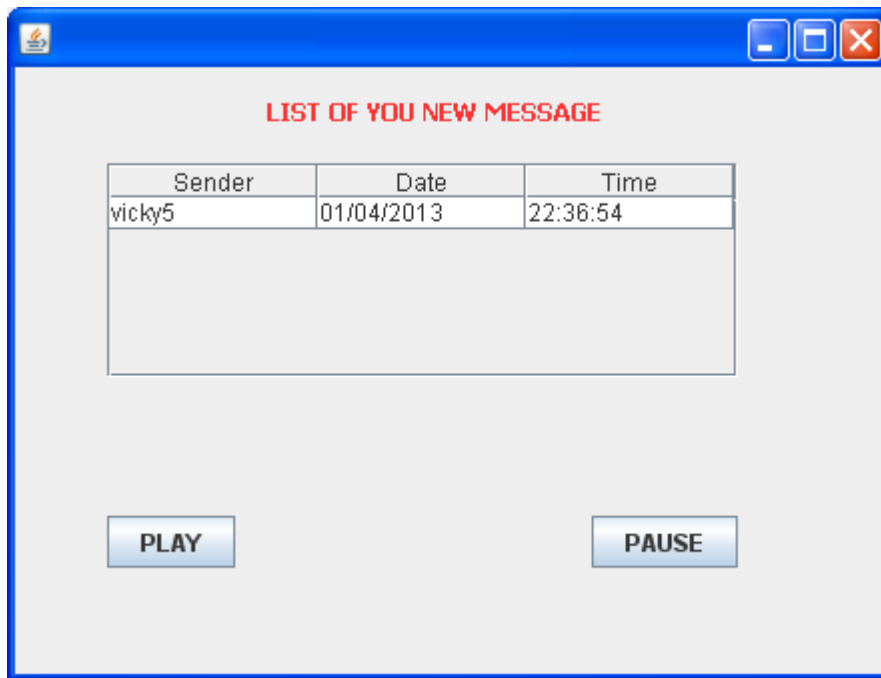 LIST OF YOU NEW MESSAGE
Sender Date Time
vicky5 01/04/2013 22:36:54
PLAY PAUSE